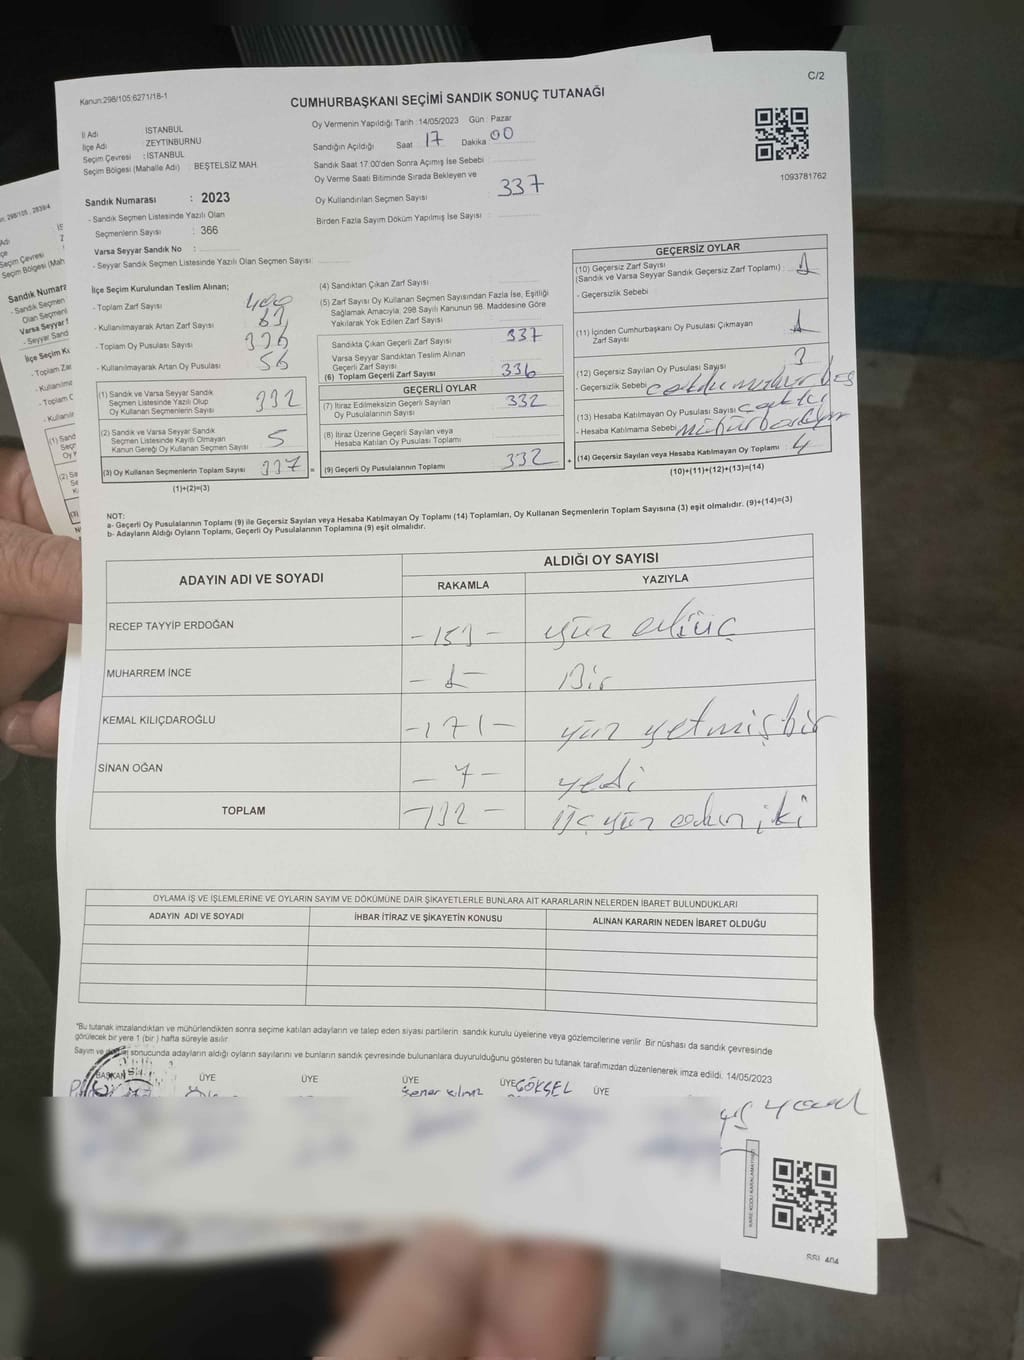 Kanun:298/105;6271/18-1
C/2
CUMHURBAŞKANI SEÇİMİ SANDIK SONUÇ TUTANAĞI
İl Adı : İSTANBUL
İlçe Adı : ZEYTİNBURNU
Seçim Çevresi : İSTANBUL
Seçim Bölgesi (Mahalle Adı) : BEŞTELSİZ MAH.
Oy Vermenin Yapıldığı Tarih :14/05/2023 Gün : Pazar
Sandığın Açıldığı Saat 17 Dakika 00
Sandık Saat 17:00'den Sonra Açımış İse Sebebi
Oy Verme Saati Bitiminde Sırada Bekleyen ve
Oy Kullandırılan Seçmen Sayısı 337
Birden Fazla Sayım Döküm Yapılmış İse Sayısı :
1093781762
Sandık Numarası : 2023
- Sandık Seçmen Listesinde Yazılı Olan
Seçmenlerin Sayısı : 366
Varsa Seyyar Sandık No :
- Seyyar Sandık Seçmen Listesinde Yazılı Olan Seçmen Sayısı:
İlçe Seçim Kurulundan Teslim Alınan;
- Toplam Zarf Sayısı 400
- Kullanılmayarak Artan Zarf Sayısı 63
- Toplam Oy Pusulası Sayısı
- Kullanılmayarak Artan Oy Pusulası 56
(1) Sandık ve Varsa Seyyar Sandık
Seçmen Listesinde Yazılı Olup
Oy Kullanan Seçmenlerin Sayısı 332
(2) Sandık ve Varsa Seyyar Sandık
Seçmen Listesinde Kayıtlı Olmayan
Kanun Gereği Oy Kullanan Seçmen Sayısı 5
(3) Oy Kullanan Seçmenlerin Toplam Sayısı 337 =
(1)+(2)=(3)
(4) Sandıktan Çıkan Zarf Sayısı
(5) Zarf Sayısı Oy Kullanan Seçmen Sayısından Fazla İse, Eşitliği
Sağlamak Amacıyla; 298 Sayılı Kanunun 98. Maddesine Göre
Yakılarak Yok Edilen Zarf Sayısı
Sandıkta Çıkan Geçerli Zarf Sayısı 337
Varsa Seyyar Sandıktan Teslim Alınan
Geçerli Zarf Sayısı
(6) Toplam Geçerli Zarf Sayısı 336
GEÇERLİ OYLAR
(7) İtiraz Edilmeksizin Geçerli Sayılan
Oy Pusulalarının Sayısı 332
(8) İtiraz Üzerine Geçerli Sayılan veya
Hesaba Katılan Oy Pusulası Toplamı
(9) Geçerli Oy Pusulalarının Toplamı 332 +
GEÇERSİZ OYLAR
(10) Geçersiz Zarf Sayısı
(Sandık ve Varsa Seyyar Sandık Geçersiz Zarf Toplamı) 1
- Geçersizlik Sebebi
(11) İçinden Cumhurbaşkanı Oy Pusulası Çıkmayan
Zarf Sayısı 1
(12) Geçersiz Sayılan Oy Pusulası Sayısı 3
- Geçersizlik Sebebi
(13) Hesaba Katılmayan Oy Pusulası Sayısı
- Hesaba Katılmama Sebebi
(14) Geçersiz Sayılan veya Hesaba Katılmayan Oy Toplamı 4
(10)+(11)+(12)+(13)=(14)
NOT:
a- Geçerli Oy Pusulalarının Toplamı (9) ile Geçersiz Sayılan veya Hesaba Katılmayan Oy Toplamı (14) Toplamları, Oy Kullanan Seçmenlerin Toplam Sayısına (3) eşit olmalıdır. (9)+(14)=(3)
b- Adayların Aldığı Oyların Toplamı, Geçerli Oy Pusulalarının Toplamına (9) eşit olmalıdır.
ADAYIN ADI VE SOYADI
ALDIĞI OY SAYISI
RAKAMLA YAZIYLA
RECEP TAYYİP ERDOĞAN -153- yüz elliüç
MUHARREM İNCE -1- Bir
KEMAL KILIÇDAROĞLU -171- yüz yetmişbir
SİNAN OĞAN -7- yedi
TOPLAM -332- üç yüz otuz iki
OYLAMA İŞ VE İŞLEMLERİNE VE OYLARIN SAYIM VE DÖKÜMÜNE DAİR ŞİKAYETLERLE BUNLARA AİT KARARLARIN NELERDEN İBARET BULUNDUKLARI
ADAYIN ADI VE SOYADI İHBAR İTİRAZ VE ŞİKAYETİN KONUSU ALINAN KARARIN NEDEN İBARET OLDUĞU
*Bu tutanak imzalandıktan ve mühürlendikten sonra seçime katılan adayların ve talep eden siyasi partilerin sandık kurulu üyelerine veya gözlemcilerine verilir. Bir nüshası da sandık çevresinde
görülecek bir yere 1 (bir) hafta süreyle asılır.
Sayım ve sonucunda adayların aldığı oyların sayılarını ve bunların sandık çevresinde bulunanlara duyurulduğunu gösteren bu tutanak tarafımızdan düzenlenerek imza edildi. 14/05/2023
BAŞKAN ÜYE ÜYE ÜYE ÜYE ÜYE
Şener Yılmaz GÖKSEL